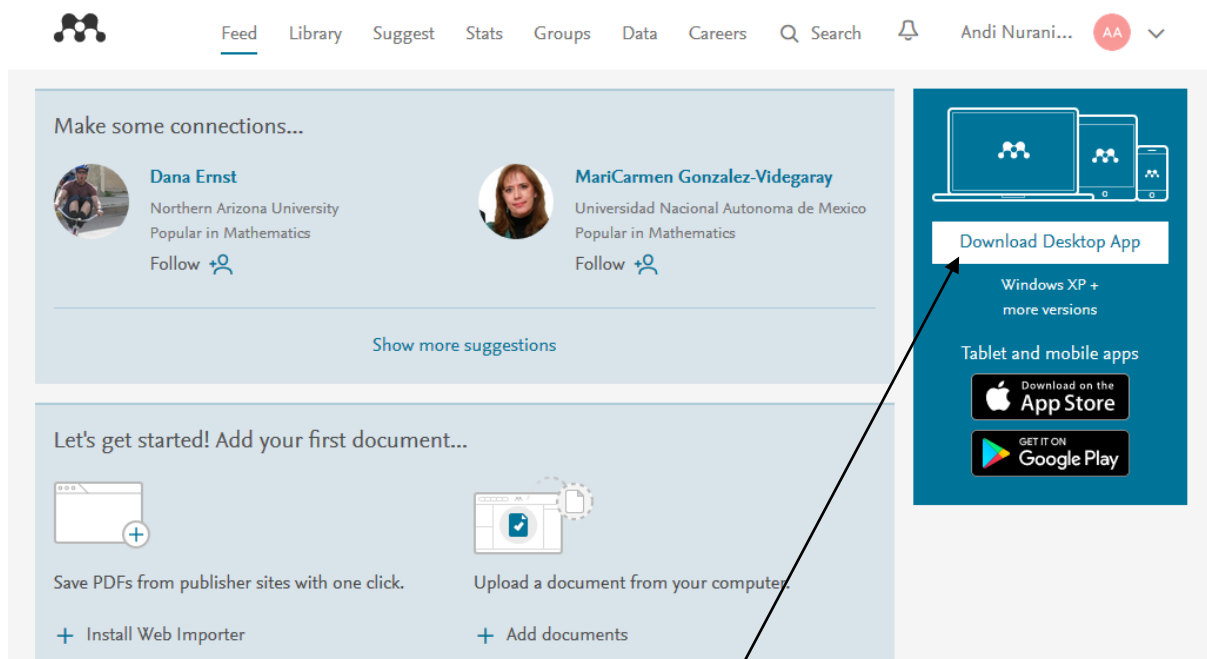 Feed Library Suggest Stats Groups Data Careers Search Andi Nurani... AA
Make some connections...
Dana Ernst
Northern Arizona University
Popular in Mathematics
Follow
MariCarmen Gonzalez-Videgaray
Universidad Nacional Autonoma de Mexico
Popular in Mathematics
Follow
Show more suggestions
Let's get started! Add your first document...
Save PDFs from publisher sites with one click.
+ Install Web Importer
Upload a document from your computer.
+ Add documents
Download Desktop App
Windows XP +
more versions
Tablet and mobile apps
Download on the
App Store
GET IT ON
Google Play